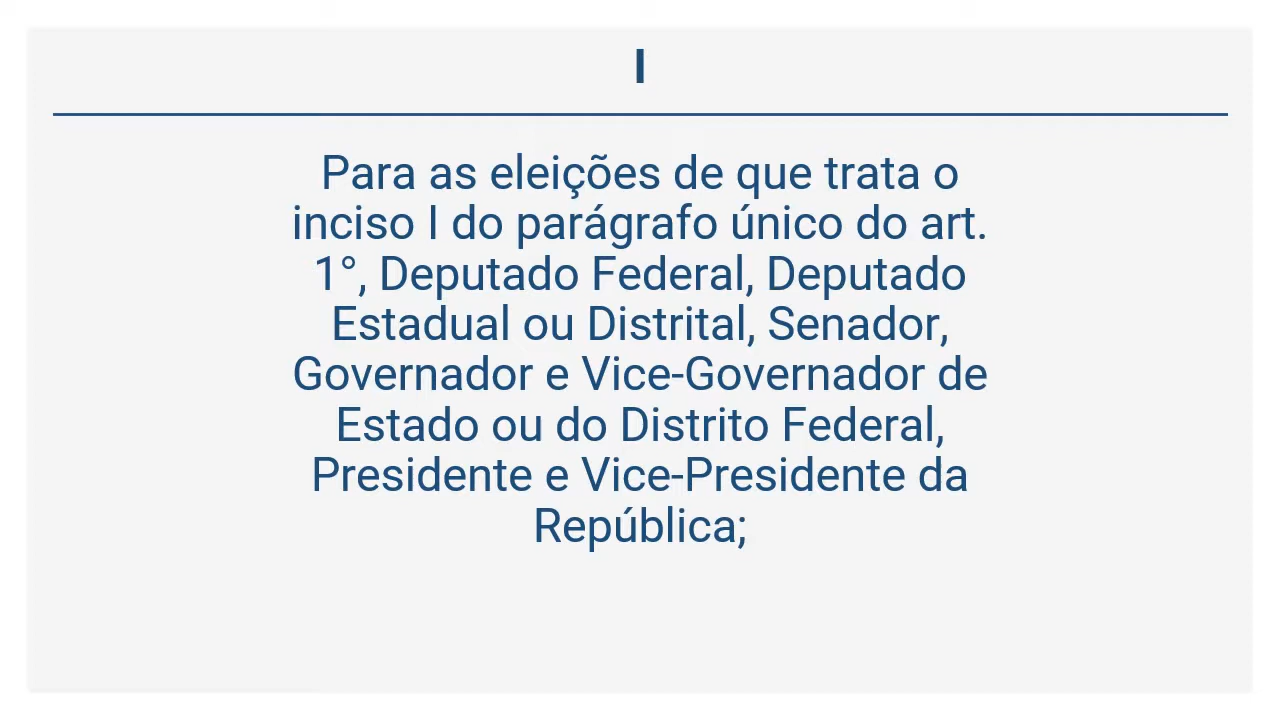 I
Para as eleições de que trata o
inciso I do parágrafo único do art.
1°, Deputado Federal, Deputado
Estadual ou Distrital, Senador,
Governador e Vice-Governador de
Estado ou do Distrito Federal,
Presidente e Vice-Presidente da
República;